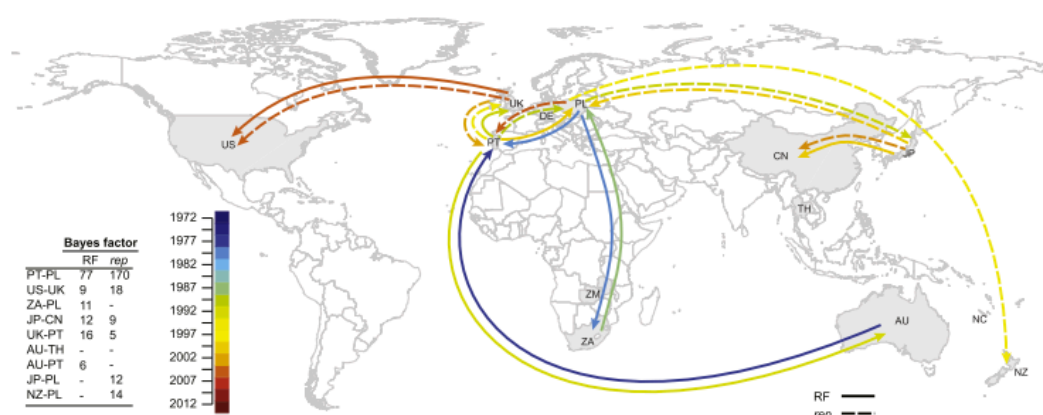 UK
PL
DE
PT
US
CN
JP
TH
ZM
ZA
AU
NC
NZ
1972
1977
1982
1987
1992
1997
2002
2007
2012
Bayes factor
RF rep
PT-PL 77 170
US-UK 9 18
ZA-PL 11 -
JP-CN 12 9
UK-PT 16 5
AU-TH - -
AU-PT 6 -
JP-PL - 12
NZ-PL - 14
RF
rep